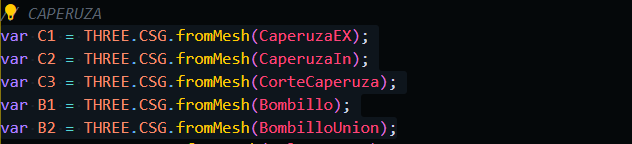 // CAPERUZA
var C1 = THREE.CSG.fromMesh(CaperuzaEX);
var C2 = THREE.CSG.fromMesh(CaperuzaIn);
var C3 = THREE.CSG.fromMesh(CorteCaperuza);
var B1 = THREE.CSG.fromMesh(Bombillo);
var B2 = THREE.CSG.fromMesh(BombilloUnion);